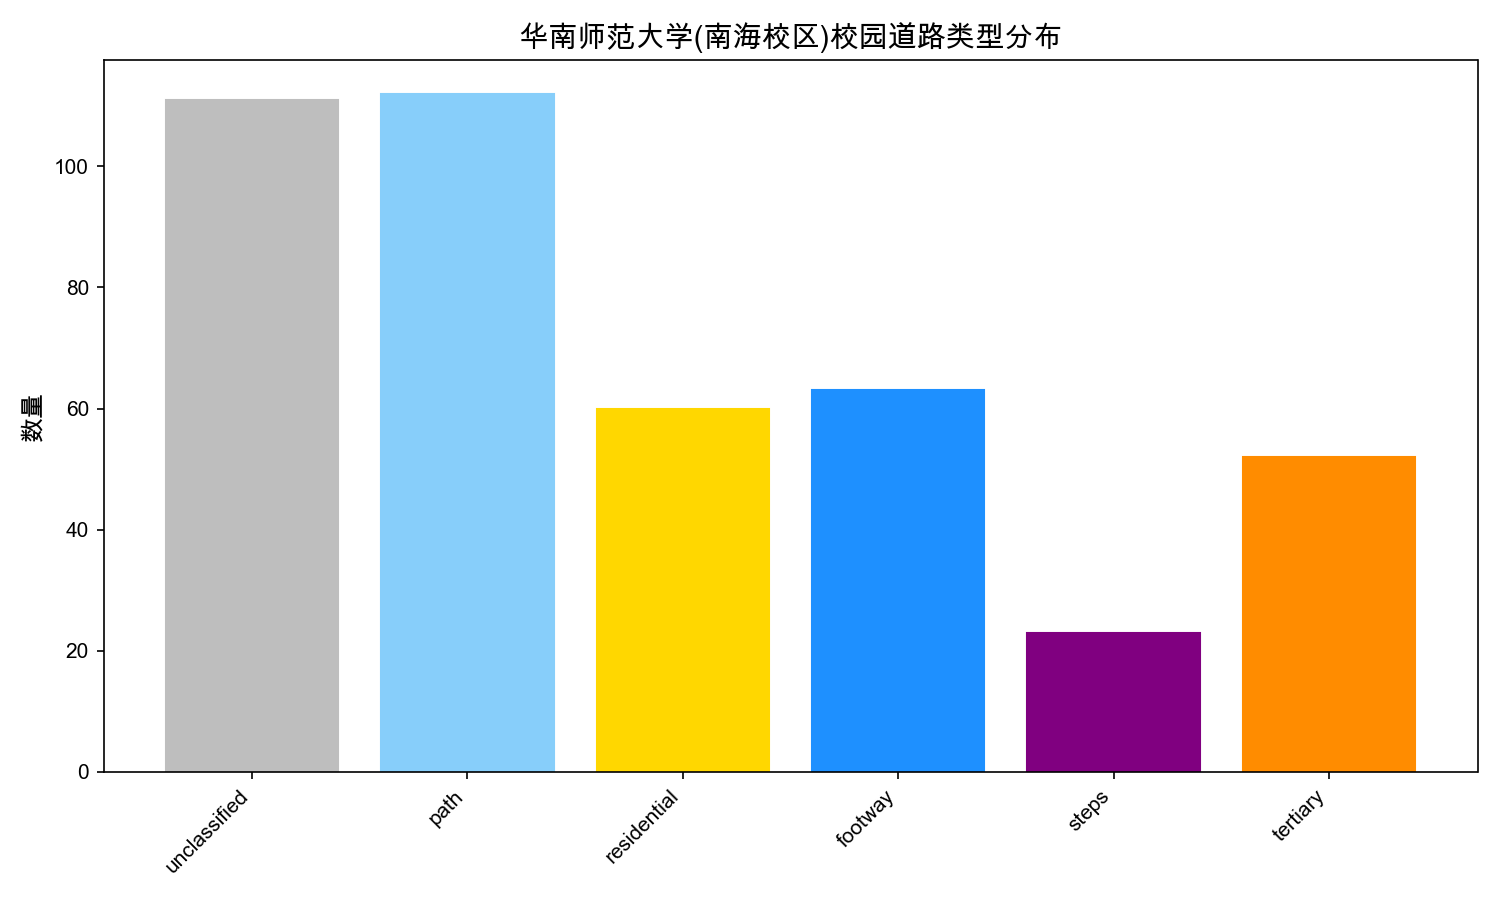 华南师范大学(南海校区)校园道路类型分布
数量
100
80
60
40
20
0
unclassified
path
residential
footway
steps
tertiary